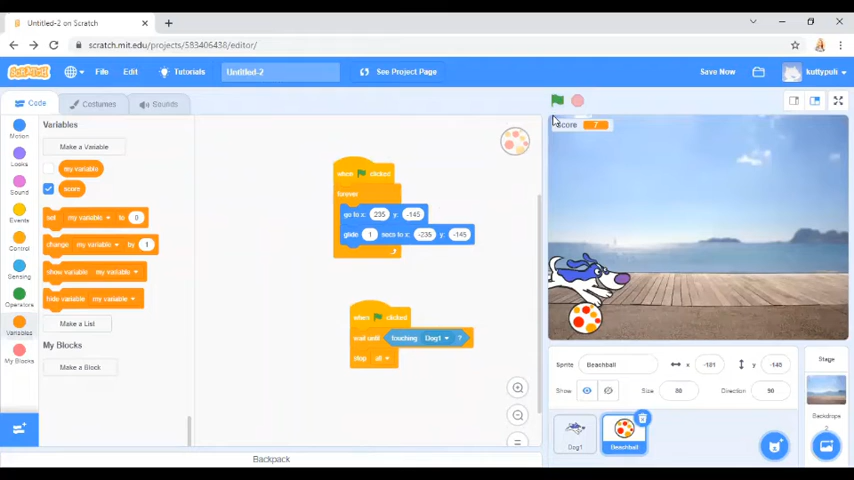 Untitled-2 on Scratch
scratch.mit.edu/projects/583406438/editor/
SCRATCH File Edit Tutorials Untitled-2 See Project Page Save Now kuttypuli
Code Costumes Sounds
Motion
Looks
Sound
Events
Control
Sensing
Operators
Variables
My Blocks
Variables
Make a Variable
my variable
score
set my variable to 0
change my variable by 1
show variable my variable
hide variable my variable
Make a List
My Blocks
Make a Block
when clicked
forever
go to x: 235 y: -145
glide 1 secs to x: -235 y: -145
when clicked
wait until touching Dog1 ?
stop all
Backpack
score 7
Sprite Beachball x -181 y -145
Show Size 80 Direction 90
Dog1
Beachball
Stage
Backdrops
2